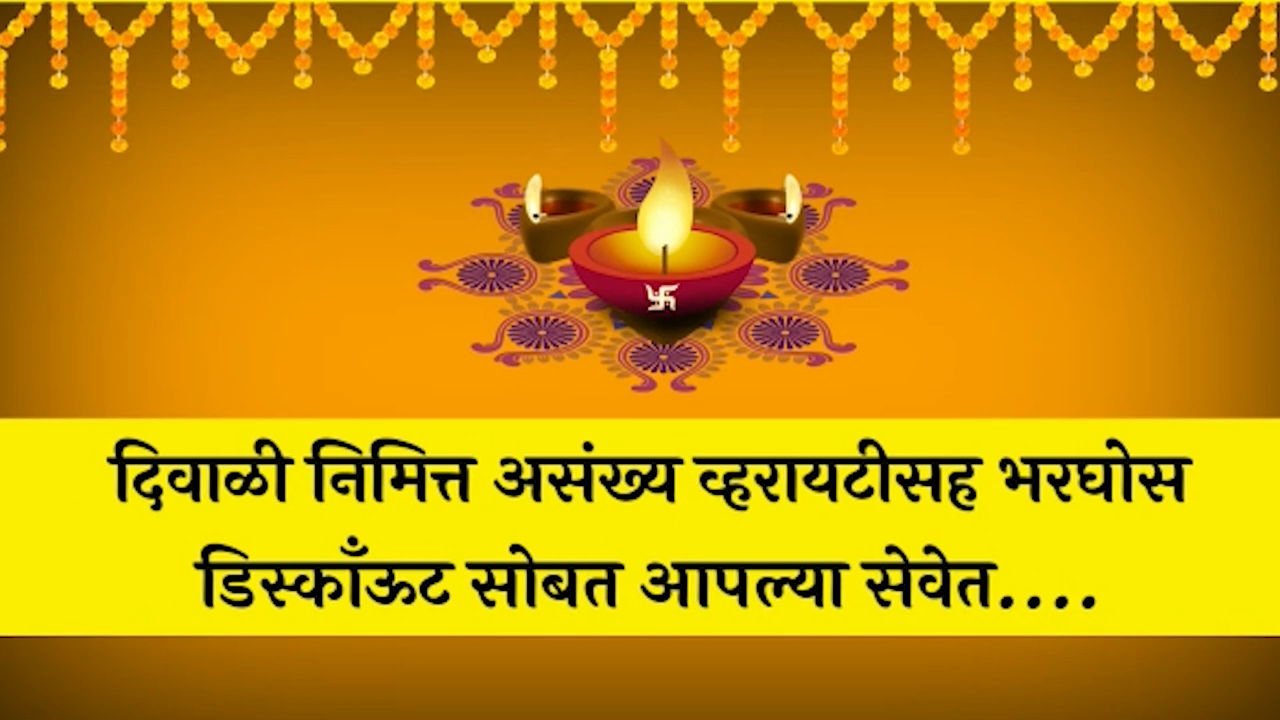 दिवाळी निमित्त असंख्य व्हरायटीसह भरघोस
डिस्काँऊट सोबत आपल्या सेवेत....